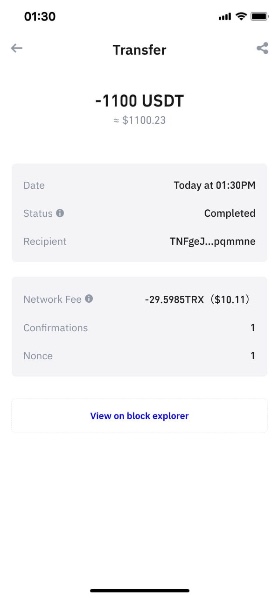 01:30
Transfer
-1100 USDT
≈ $1100.23
Date Today at 01:30PM
Status Completed
Recipient TNFgeJ...pqmmne
Network Fee -29.5985TRX（$10.11）
Confirmations 1
Nonce 1
View on block explorer